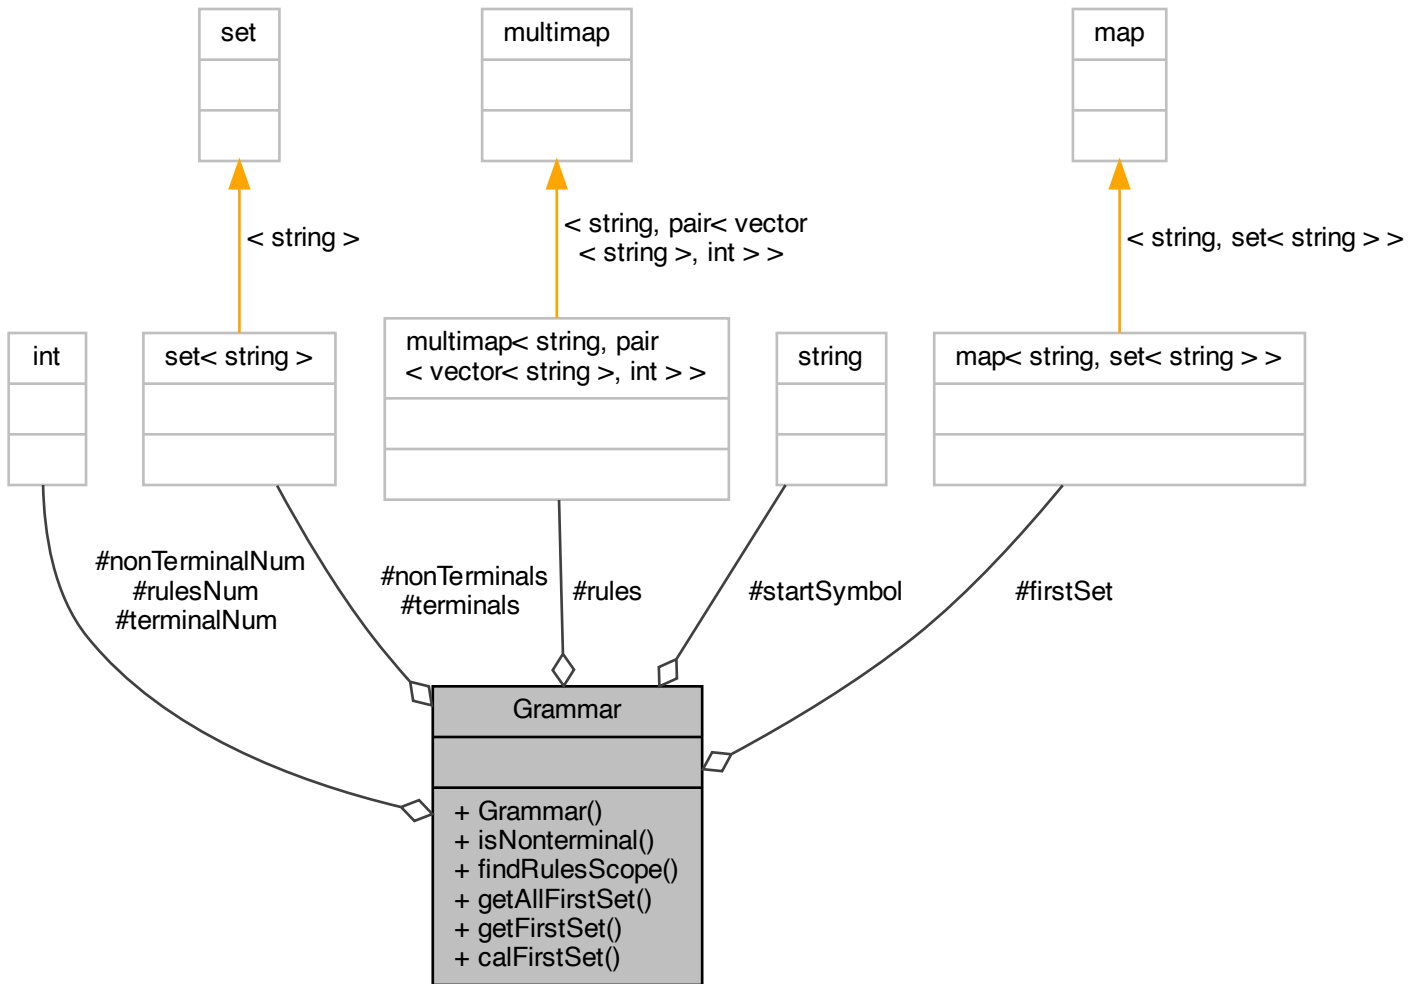 set
multimap
map
< string >
< string, pair< vector
< string >, int > >
< string, set< string > >
int
set< string >
multimap< string, pair
< vector< string >, int > >
string
map< string, set< string > >
#nonTerminalNum
#rulesNum
#terminalNum
#nonTerminals
#terminals
#rules
#startSymbol
#firstSet
Grammar
+ Grammar()
+ isNonterminal()
+ findRulesScope()
+ getAllFirstSet()
+ getFirstSet()
+ calFirstSet()